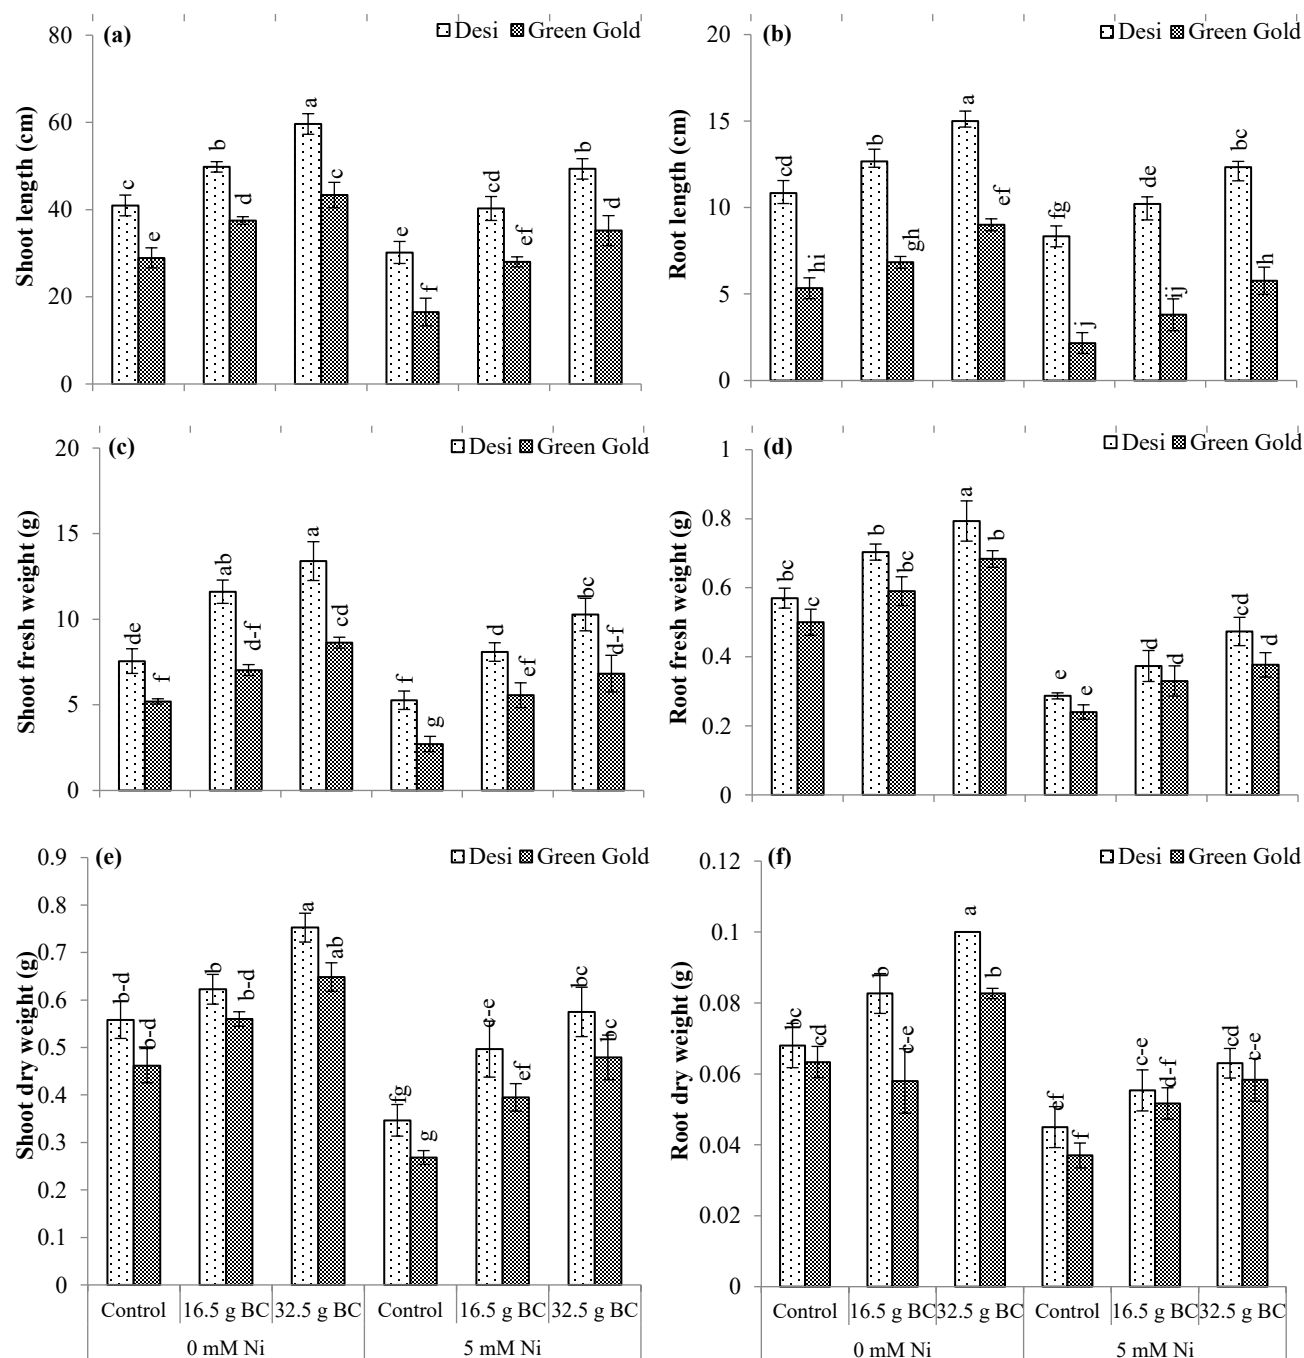 (a)
Desi Green Gold
Shoot length (cm)
80
60
40
20
0
c
e
b
d
a
c
e
f
cd
ef
b
d
(b)
Desi Green Gold
Root length (cm)
20
15
10
5
0
cd
hi
b
gh
a
ef
fg
j
de
ij
bc
h
(c)
Desi Green Gold
Shoot fresh weight (g)
20
15
10
5
0
de
f
ab
d-f
a
cd
f
g
d
ef
bc
d-f
(d)
Desi Green Gold
Root fresh weight (g)
1
0.8
0.6
0.4
0.2
0
bc
c
b
bc
a
b
e
e
d
d
cd
d
(e)
Desi Green Gold
Shoot dry weight (g)
0.9
0.8
0.7
0.6
0.5
0.4
0.3
0.2
0.1
0
b-d
b-d
b
b-d
a
ab
fg
g
c-e
ef
bc
bc
Control 16.5 g BC 32.5 g BC Control 16.5 g BC 32.5 g BC
0 mM Ni 5 mM Ni
(f)
Desi Green Gold
Root dry weight (g)
0.12
0.1
0.08
0.06
0.04
0.02
0
bc
cd
b
c-e
a
b
ef
f
c-e
d-f
cd
c-e
Control 16.5 g BC 32.5 g BC Control 16.5 g BC 32.5 g BC
0 mM Ni 5 mM Ni